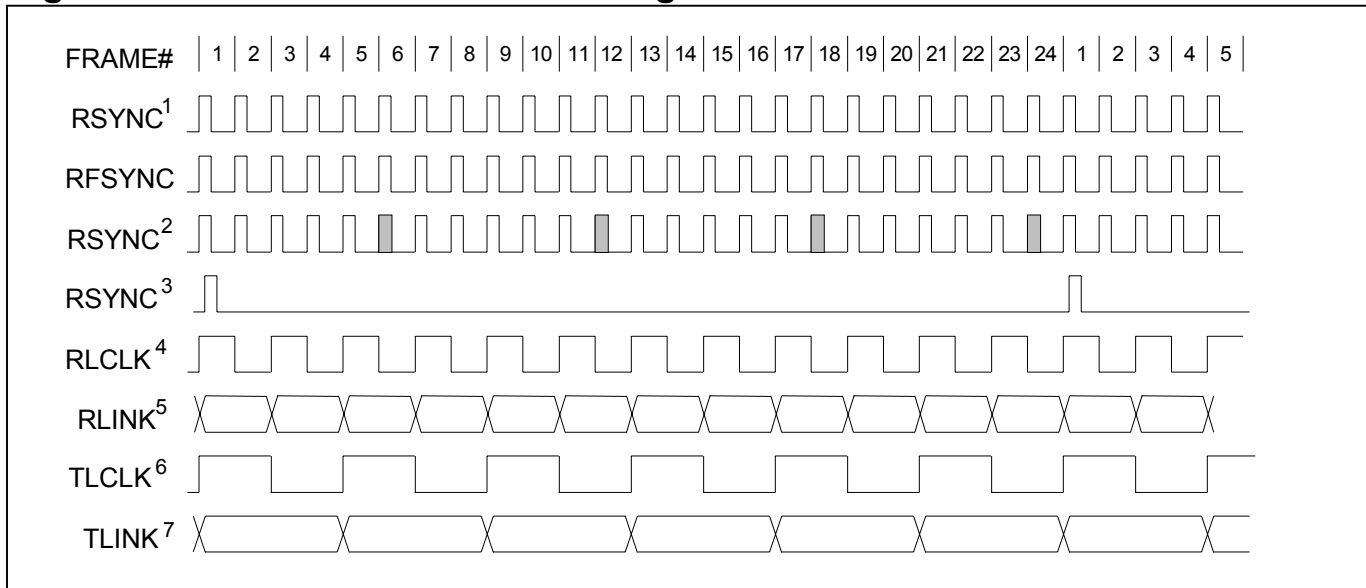 FRAME# 1 2 3 4 5 6 7 8 9 10 11 12 13 14 15 16 17 18 19 20 21 22 23 24 1 2 3 4 5
RSYNC1
RFSYNC
RSYNC2
RSYNC3
RLCLK4
RLINK5
TLCLK6
TLINK7